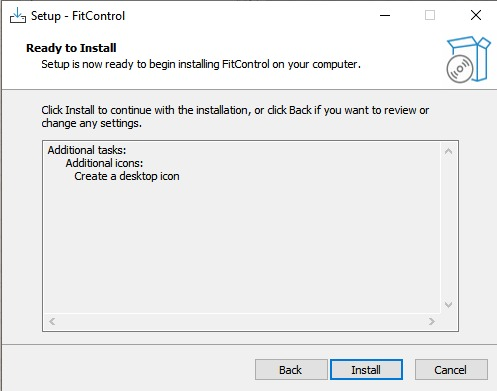 Setup - FitControl
Ready to Install
Setup is now ready to begin installing FitControl on your computer.
Click Install to continue with the installation, or click Back if you want to review or
change any settings.
Additional tasks:
Additional icons:
Create a desktop icon
Back
Install
Cancel